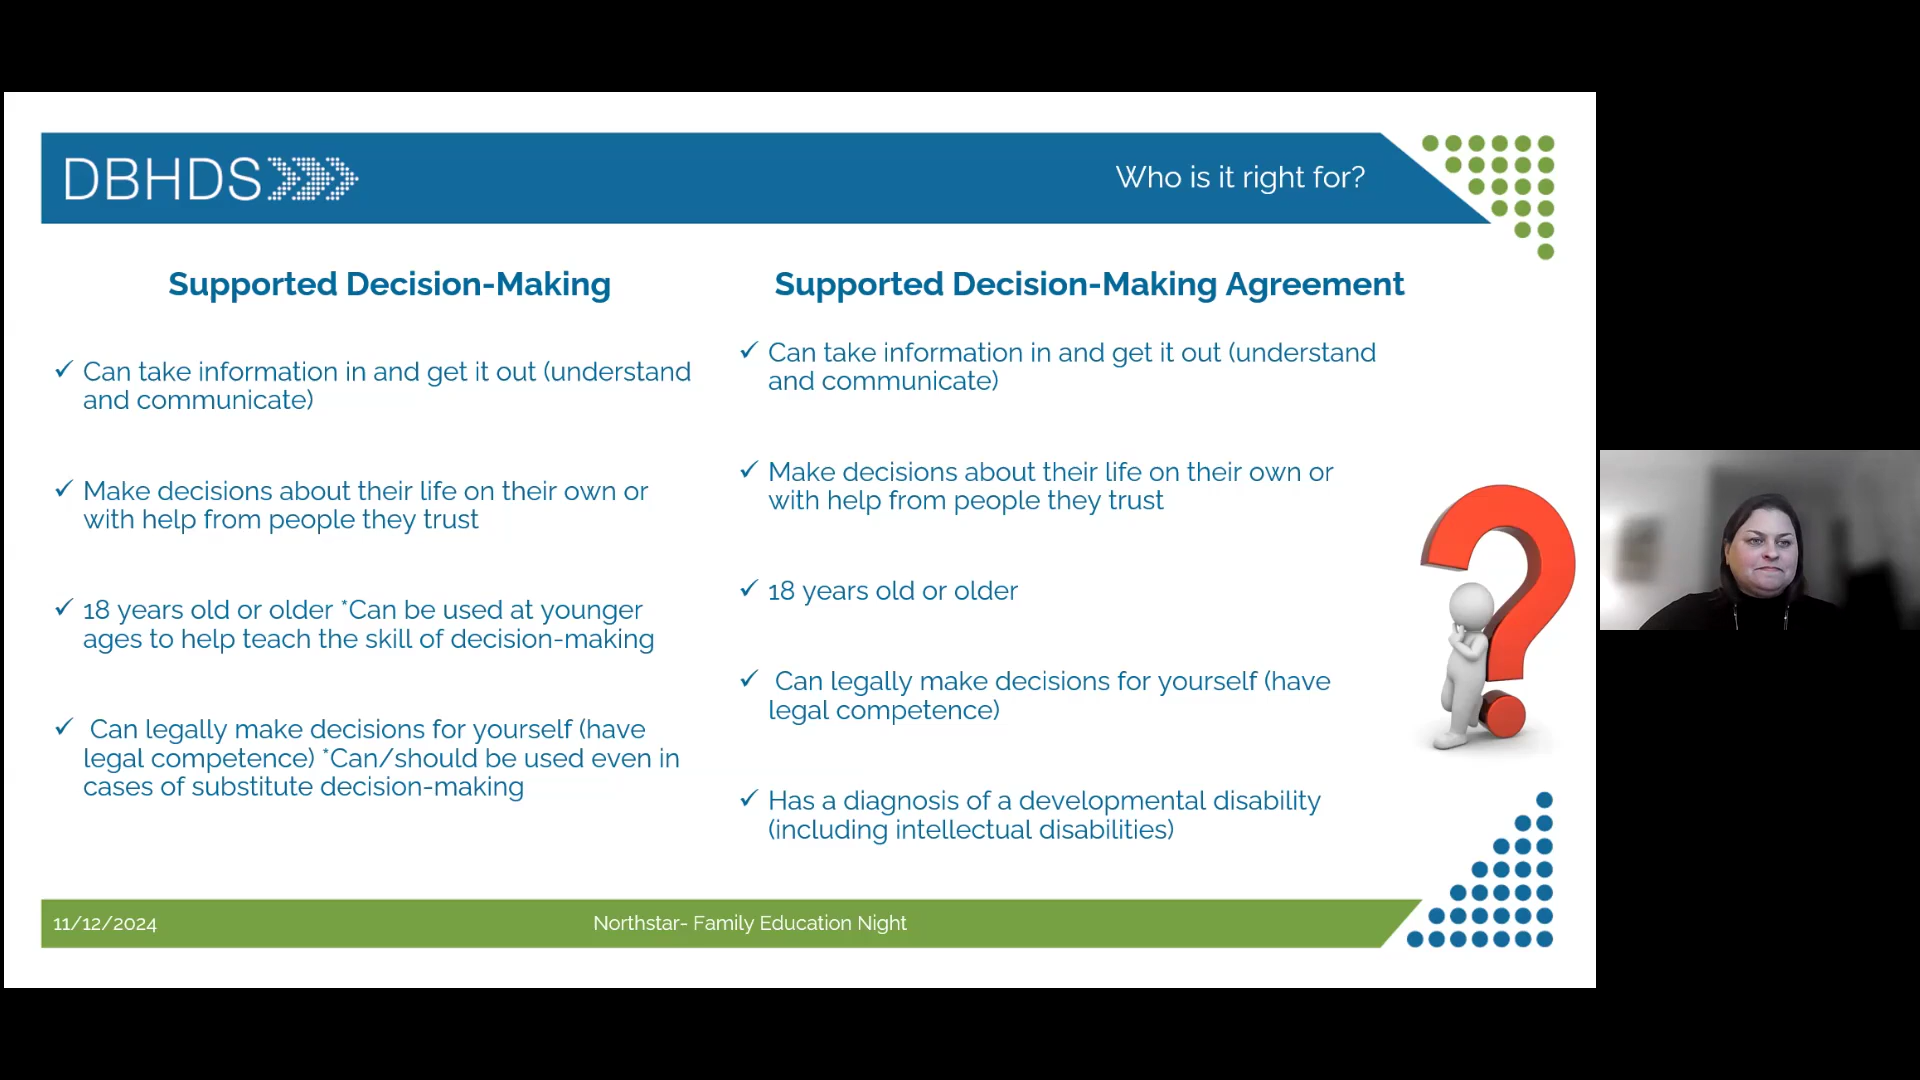 DBHDS
Who is it right for?
Supported Decision-Making
✓ Can take information in and get it out (understand
and communicate)
✓ Make decisions about their life on their own or
with help from people they trust
✓ 18 years old or older *Can be used at younger
ages to help teach the skill of decision-making
✓ Can legally make decisions for yourself (have
legal competence) *Can/should be used even in
cases of substitute decision-making
Supported Decision-Making Agreement
✓ Can take information in and get it out (understand
and communicate)
✓ Make decisions about their life on their own or
with help from people they trust
✓ 18 years old or older
✓ Can legally make decisions for yourself (have
legal competence)
✓ Has a diagnosis of a developmental disability
(including intellectual disabilities)
11/12/2024
Northstar- Family Education Night